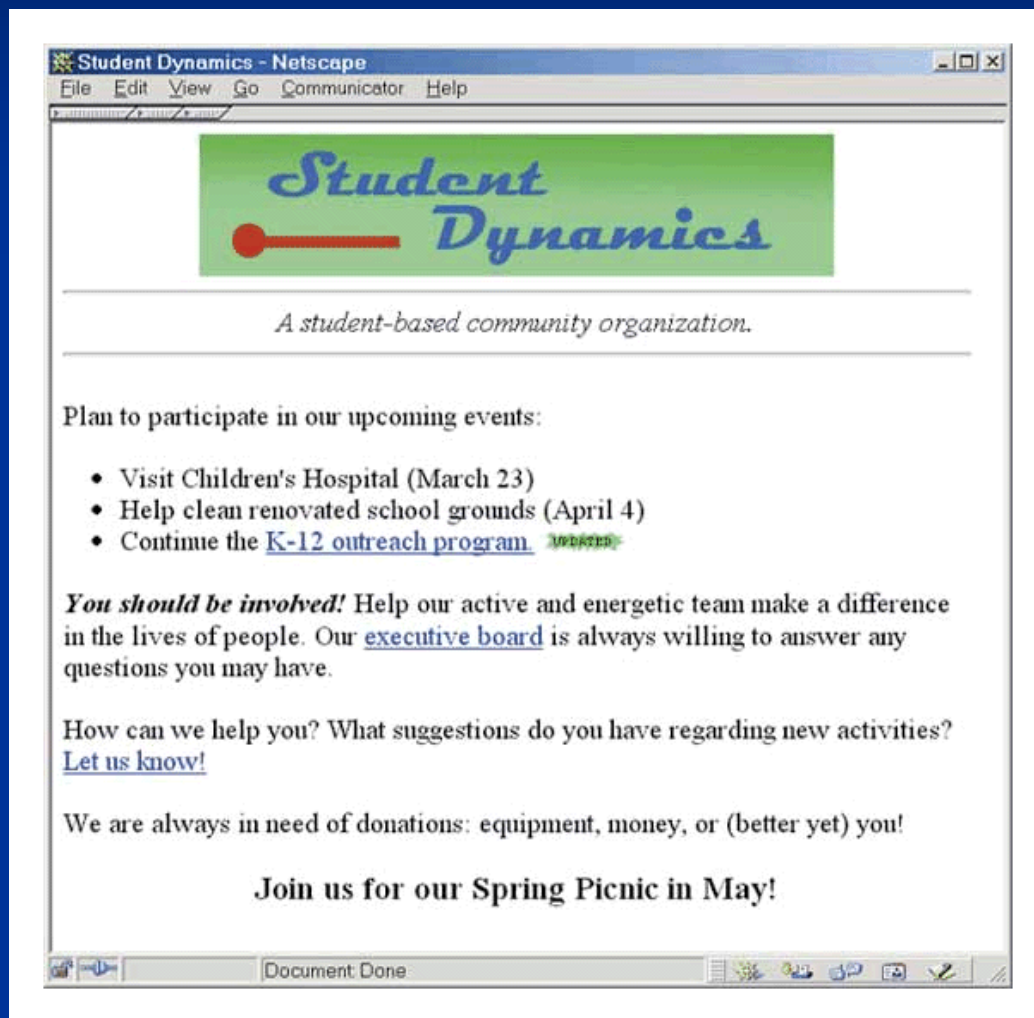 Student Dynamics - Netscape
File Edit View Go Communicator Help
Student
Dynamics
A student-based community organization.
Plan to participate in our upcoming events:
• Visit Children's Hospital (March 23)
• Help clean renovated school grounds (April 4)
• Continue the K-12 outreach program. UPDATED
You should be involved! Help our active and energetic team make a difference
in the lives of people. Our executive board is always willing to answer any
questions you may have.
How can we help you? What suggestions do you have regarding new activities?
Let us know!
We are always in need of donations: equipment, money, or (better yet) you!
Join us for our Spring Picnic in May!
Document: Done